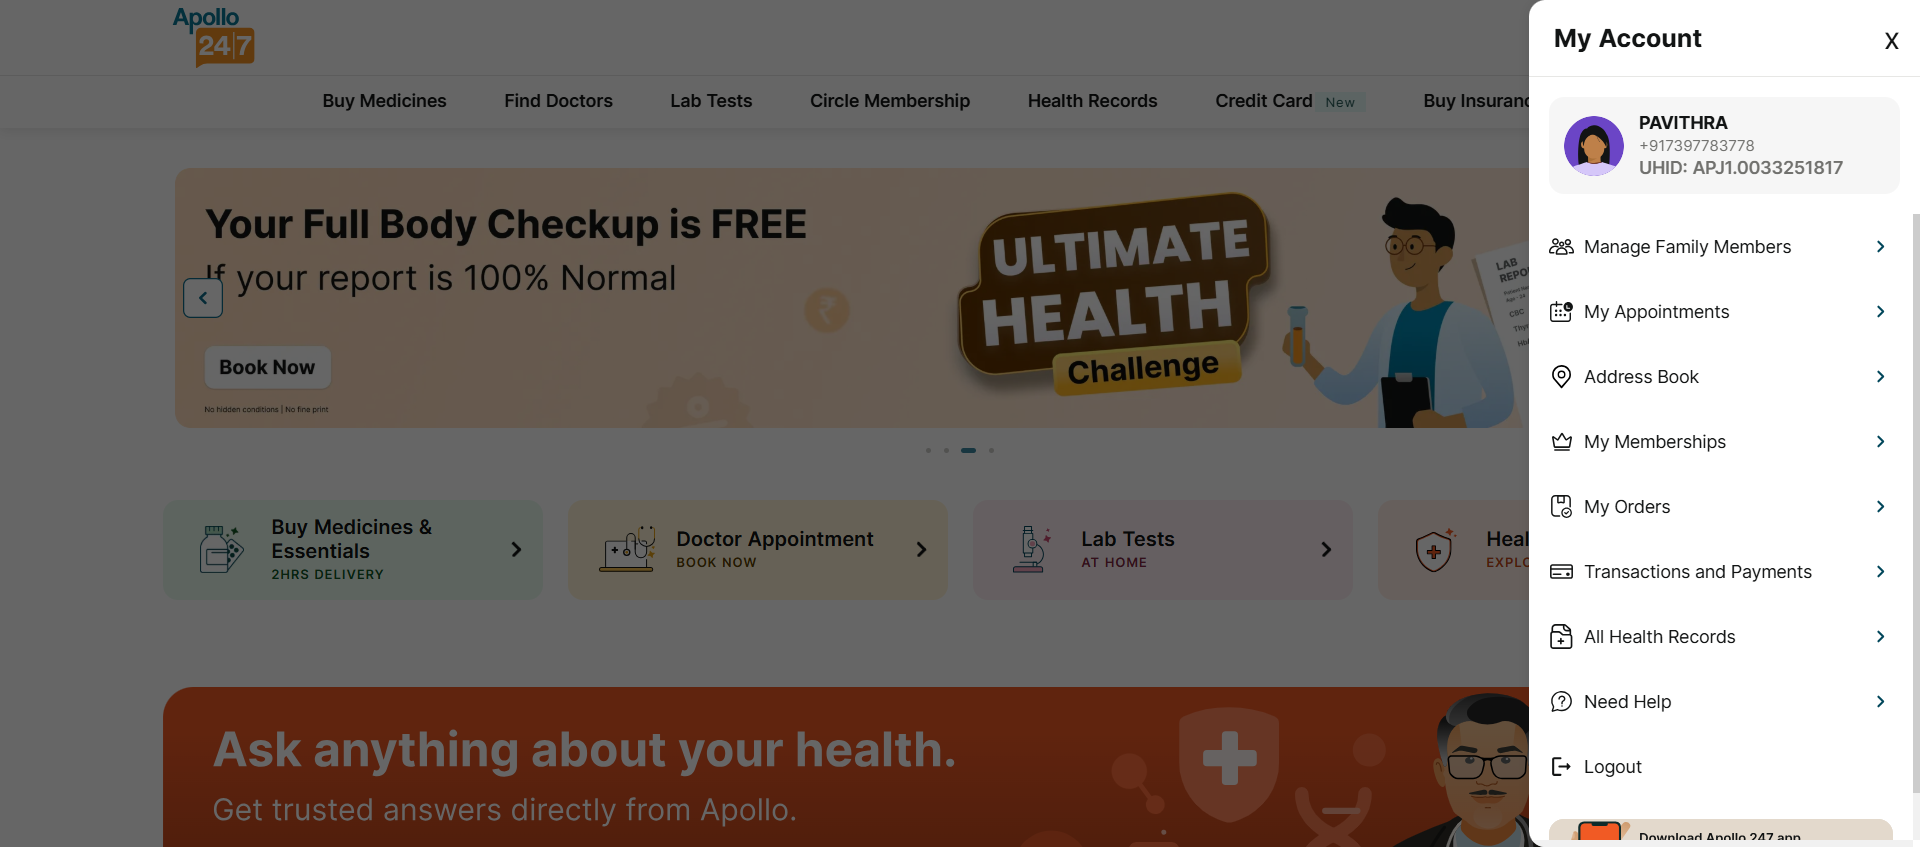 Apollo
24|7
Buy Medicines Find Doctors Lab Tests Circle Membership Health Records Credit Card New Buy Insuranc
Your Full Body Checkup is FREE
If your report is 100% Normal
Book Now
No hidden conditions | No fine print
ULTIMATE
HEALTH
Challenge
LAB
REPO
CBC
Thy
Buy Medicines &
Essentials
2HRS DELIVERY
Doctor Appointment
BOOK NOW
Lab Tests
AT HOME
Heal
EXPLO
Ask anything about your health.
Get trusted answers directly from Apollo.
My Account X
PAVITHRA
+917397783778
UHID: APJ1.0033251817
Manage Family Members
My Appointments
Address Book
My Memberships
My Orders
Transactions and Payments
All Health Records
Need Help
Logout
Download Apollo 247 app